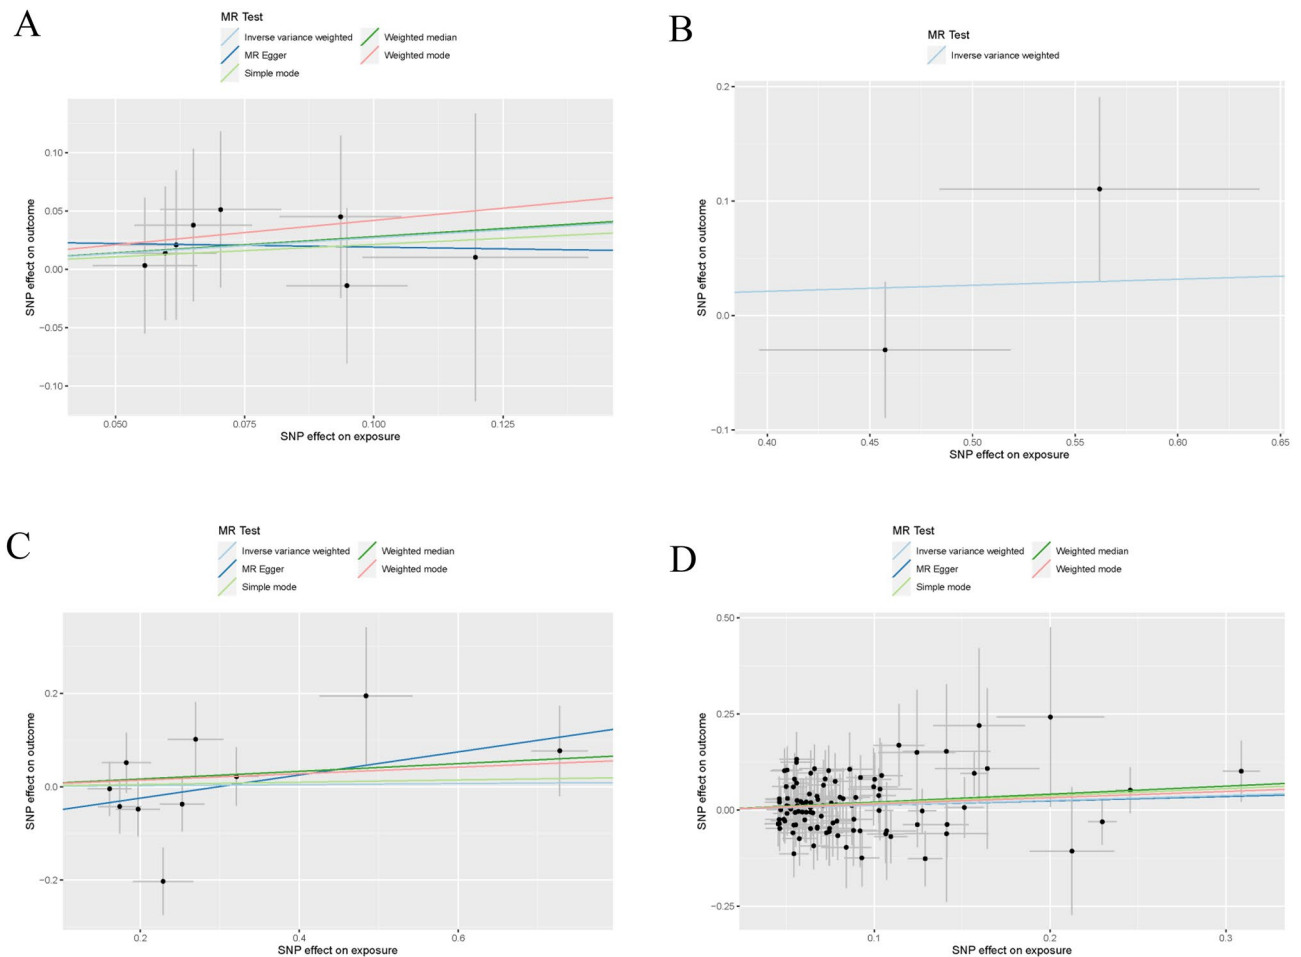 A
MR Test
Inverse variance weighted
Weighted median
MR Egger
Weighted mode
Simple mode
0.10
0.05
0.00
−0.05
−0.10
SNP effect on outcome
0.050
0.075
0.100
0.125
SNP effect on exposure
B
MR Test
Inverse variance weighted
0.2
0.1
0.0
−0.1
SNP effect on outcome
0.40
0.45
0.50
0.55
0.60
0.65
SNP effect on exposure
C
MR Test
Inverse variance weighted
Weighted median
MR Egger
Weighted mode
Simple mode
0.2
0.0
−0.2
SNP effect on outcome
0.2
0.4
0.6
SNP effect on exposure
D
MR Test
Inverse variance weighted
Weighted median
MR Egger
Weighted mode
Simple mode
0.50
0.25
0.00
−0.25
SNP effect on outcome
0.1
0.2
0.3
SNP effect on exposure